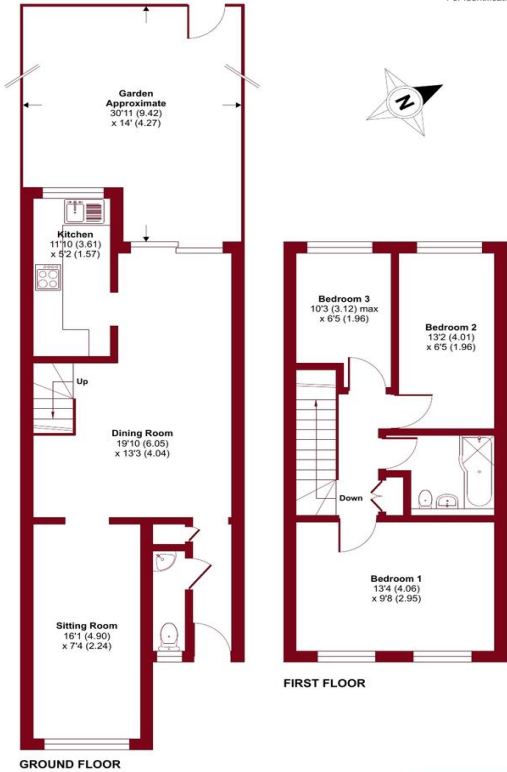 Garden
Approximate
30'11 (9.42)
x 14' (4.27)
N
Kitchen
11'10 (3.61)
x 5'2 (1.57)
Up
Dining Room
19'10 (6.05)
x 13'3 (4.04)
Sitting Room
16'1 (4.90)
x 7'4 (2.24)
GROUND FLOOR
Bedroom 3
10'3 (3.12) max
x 6'5 (1.96)
Bedroom 2
13'2 (4.01)
x 6'5 (1.96)
Down
Bedroom 1
13'4 (4.06)
x 9'8 (2.95)
FIRST FLOOR